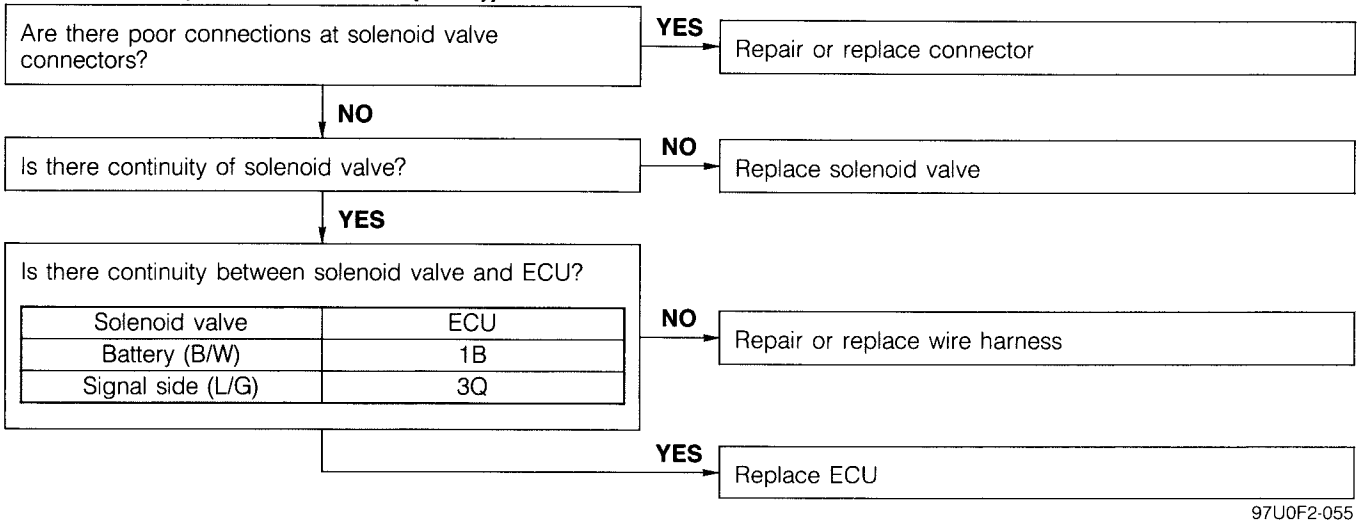 Are there poor connections at solenoid valve
connectors?
YES
Repair or replace connector
NO
Is there continuity of solenoid valve?
NO
Replace solenoid valve
YES
Is there continuity between solenoid valve and ECU?
Solenoid valve ECU
Battery (B/W) 1B
Signal side (L/G) 3Q
NO
Repair or replace wire harness
YES
Replace ECU
97U0F2-055